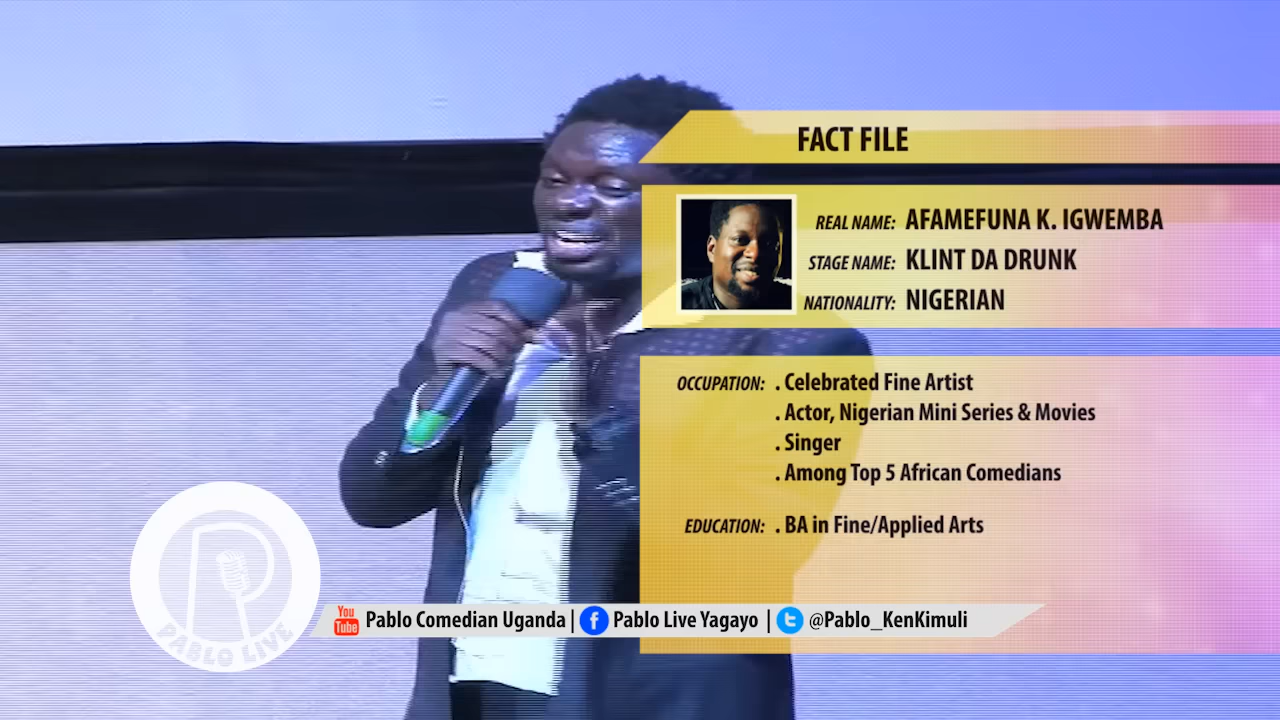 FACT FILE
REAL NAME: AFAMEFUNA K. IGWEMBA
STAGE NAME: KLINT DA DRUNK
NATIONALITY: NIGERIAN
OCCUPATION: . Celebrated Fine Artist
. Actor, Nigerian Mini Series & Movies
. Singer
. Among Top 5 African Comedians
EDUCATION: . BA in Fine/Applied Arts
You Tube Pablo Comedian Uganda | f Pablo Live Yagayo | t @Pablo_KenKimuli
P
PABLO LIVE